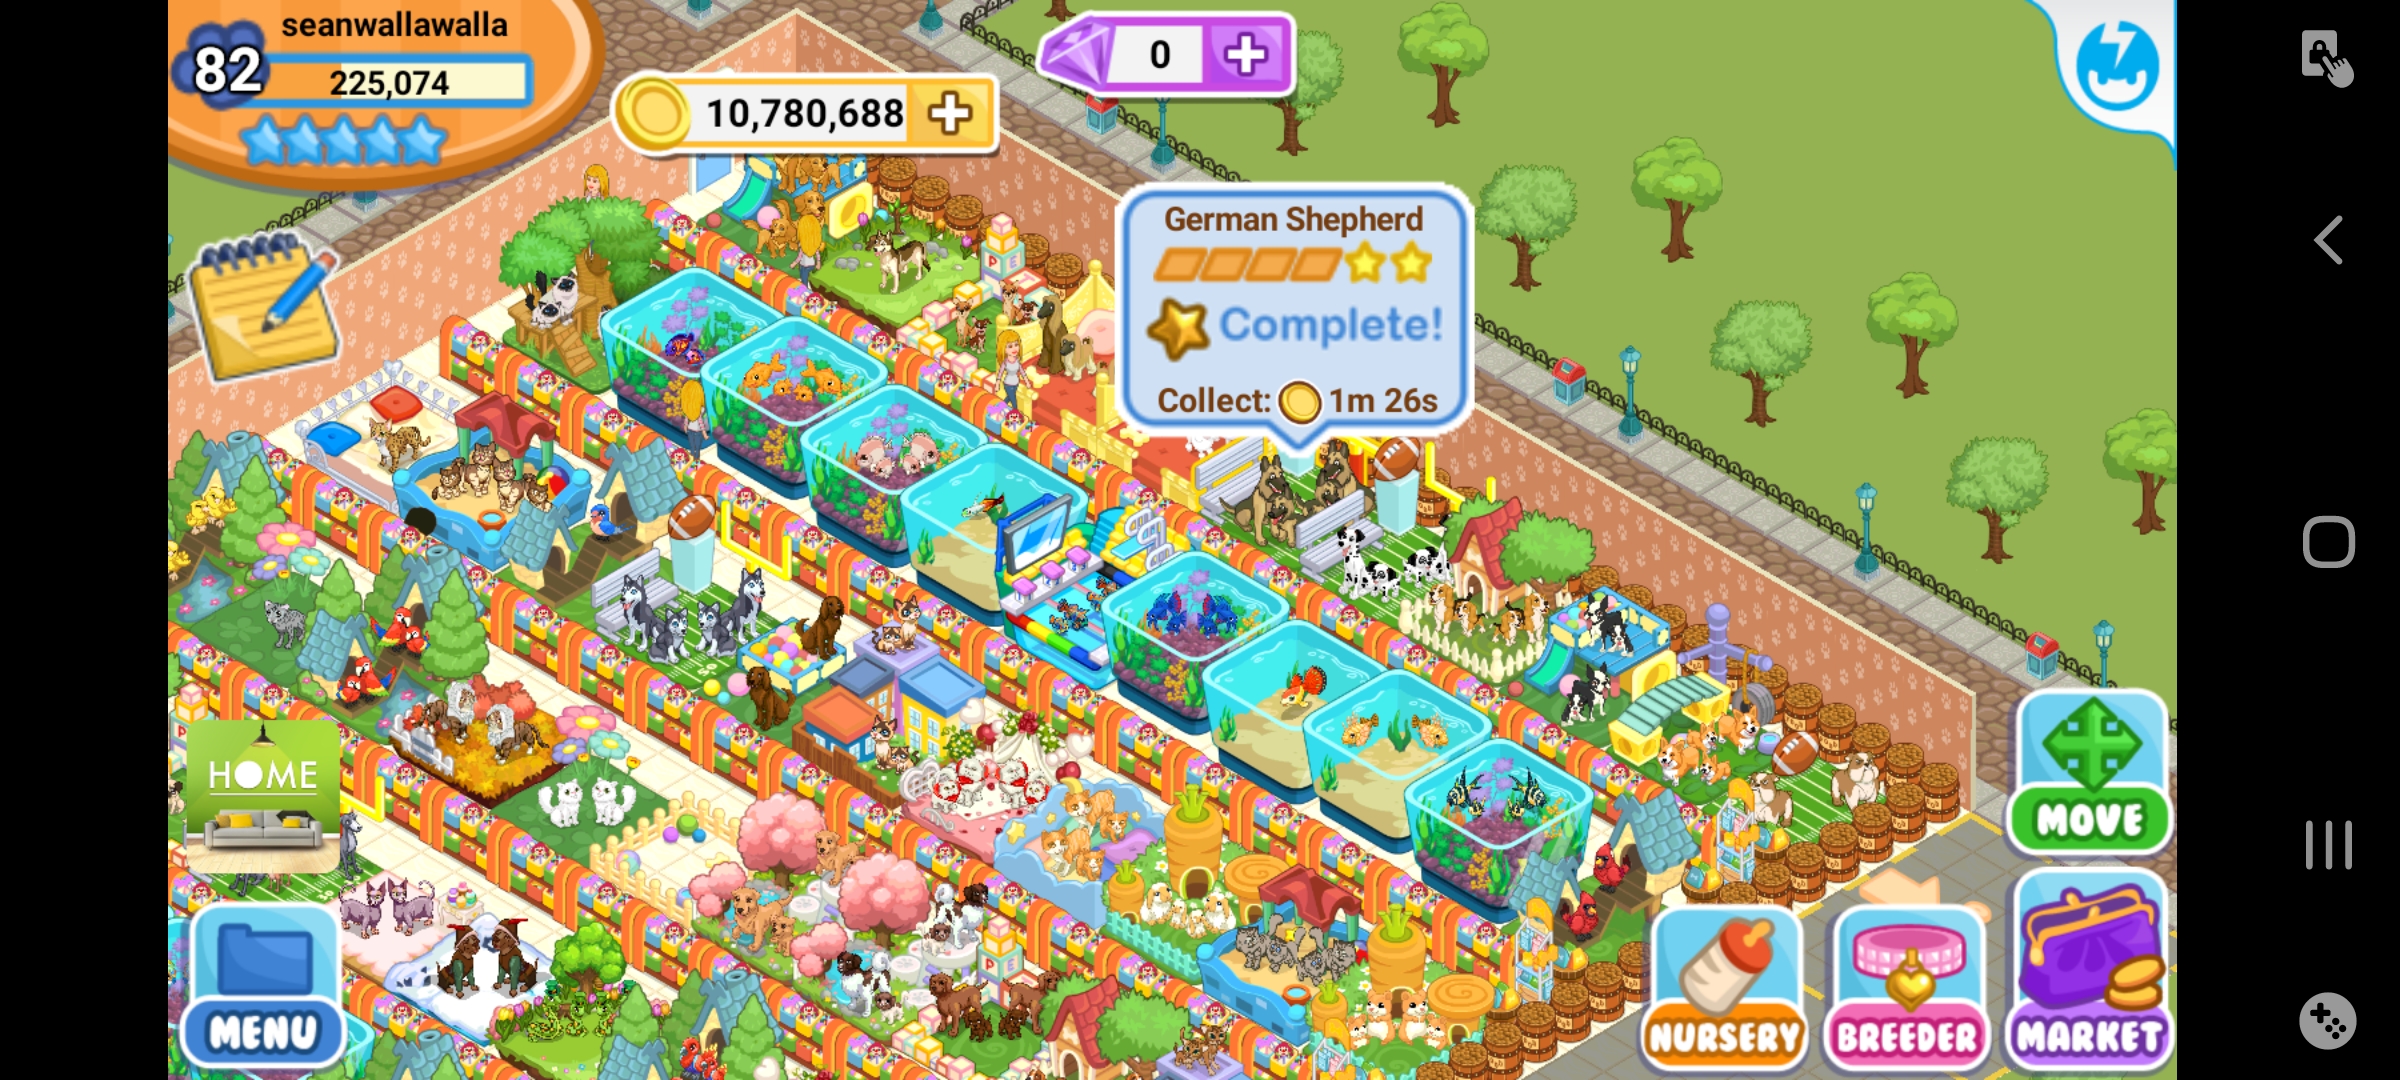 seanwallawalla
82
225,074
10,780,688
0
German Shepherd
Complete!
Collect: 1m 26s
HOME
MOVE
MENU
NURSERY
BREEDER
MARKET